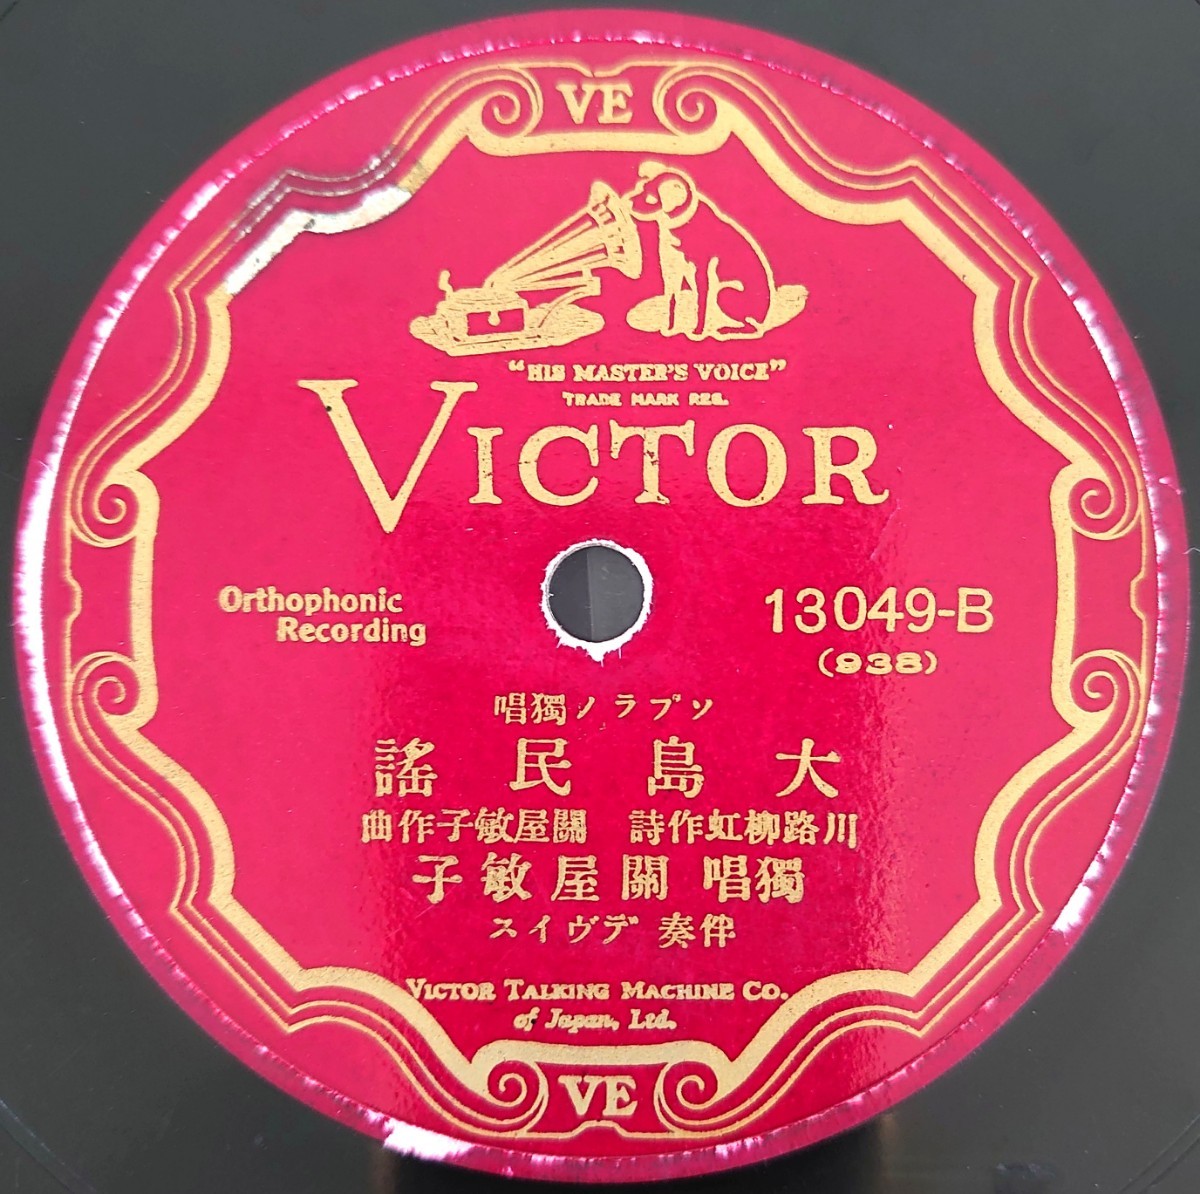 VE
"HIS MASTER'S VOICE"
TRADE MARK REG.
VICTOR
Orthophonic
Recording
13049-B
(938)
ソプラノ獨唱
大島民謠
川路柳虹作詩 關屋敏子作曲
獨唱 關屋敏子
伴奏 デヴイス
VICTOR TALKING MACHINE CO.
of Japan, Ltd.
VE